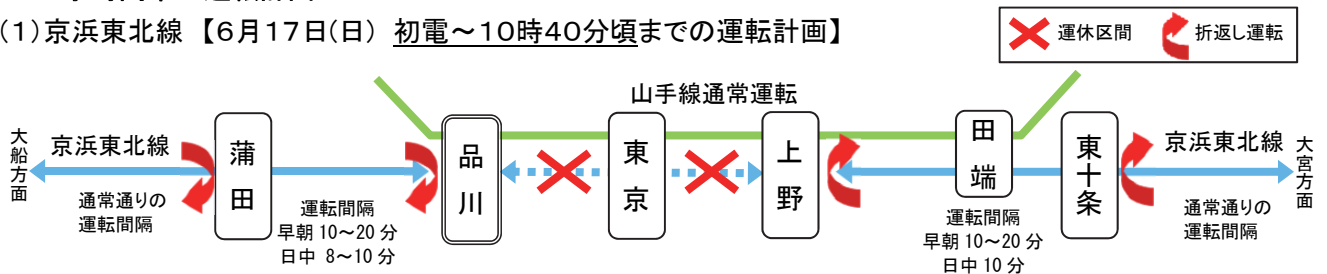 (1)京浜東北線 【6月17日(日) 初電～10時40分頃までの運転計画】
運休区間
折返し運転
山手線通常運転
大船方面
京浜東北線
通常通りの
運転間隔
蒲田
運転間隔
早朝 10～20 分
日中 8～10 分
品川
東京
上野
田端
運転間隔
早朝 10～20 分
日中 10 分
東十条
京浜東北線
通常通りの
運転間隔
大宮方面